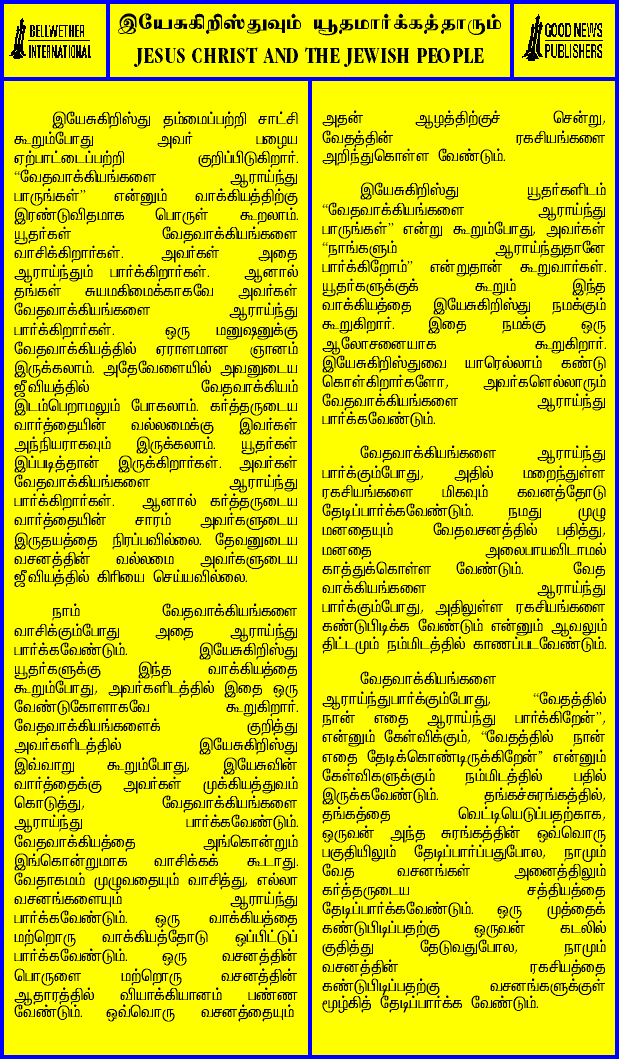 BELLWETHER
INTERNATIONAL
இயேசுகிறிஸ்துவும் யூதமார்க்கத்தாரும்
JESUS CHRIST AND THE JEWISH PEOPLE
GOOD NEWS
PUBLISHERS
இயேசுகிறிஸ்து தம்மைப்பற்றி சாட்சி
கூறும்போது அவர் பழைய
ஏற்பாட்டைப்பற்றி குறிப்பிடுகிறார்.
“வேதவாக்கியங்களை ஆராய்ந்து
பாருங்கள்” என்னும் வாக்கியத்திற்கு
இரண்டுவிதமாக பொருள் கூறலாம்.
யூதர்கள் வேதவாக்கியங்களை
வாசிக்கிறார்கள். அவர்கள் அதை
ஆராய்ந்தும் பார்க்கிறார்கள். ஆனால்
தங்கள் சுயமகிமைக்காகவே அவர்கள்
வேதவாக்கியங்களை ஆராய்ந்து
பார்க்கிறார்கள். ஒரு மனுஷனுக்கு
வேதவாக்கியத்தில் ஏராளமான ஞானம்
இருக்கலாம். அதேவேளையில் அவனுடைய
ஜீவியத்தில் வேதவாக்கியம்
இடம்பெறாமலும் போகலாம். கர்த்தருடைய
வார்த்தையின் வல்லமைக்கு இவர்கள்
அந்நியராகவும் இருக்கலாம். யூதர்கள்
இப்படித்தான் இருக்கிறார்கள். அவர்கள்
வேதவாக்கியங்களை ஆராய்ந்து
பார்க்கிறார்கள். ஆனால் கர்த்தருடைய
வார்த்தையின் சாரம் அவர்களுடைய
இருதயத்தை நிரப்பவில்லை. தேவனுடைய
வசனத்தின் வல்லமை அவர்களுடைய
ஜீவியத்தில் கிரியை செய்யவில்லை.
நாம் வேதவாக்கியங்களை
வாசிக்கும்போது அதை ஆராய்ந்து
பார்க்கவேண்டும். இயேசுகிறிஸ்து
யூதர்களுக்கு இந்த வாக்கியத்தை
கூறும்போது, அவர்களிடத்தில் இதை ஒரு
வேண்டுகோளாகவே கூறுகிறார்.
வேதவாக்கியங்களைக் குறித்து
அவர்களிடத்தில் இயேசுகிறிஸ்து
இவ்வாறு கூறும்போது, இயேசுவின்
வார்த்தைக்கு அவர்கள் முக்கியத்துவம்
கொடுத்து, வேதவாக்கியங்களை
ஆராய்ந்து பார்க்கவேண்டும்.
வேதவாக்கியத்தை அங்கொன்றும்
இங்கொன்றுமாக வாசிக்கக் கூடாது.
வேதாகமம் முழுவதையும் வாசித்து, எல்லா
வசனங்களையும் ஆராய்ந்து
பார்க்கவேண்டும். ஒரு வாக்கியத்தை
மற்றொரு வாக்கியத்தோடு ஒப்பிட்டுப்
பார்க்கவேண்டும். ஒரு வசனத்தின்
பொருளை மற்றொரு வசனத்தின்
ஆதாரத்தில் வியாக்கியானம் பண்ண
வேண்டும். ஒவ்வொரு வசனத்தையும்
அதன் ஆழத்திற்குச் சென்று,
வேதத்தின் ரகசியங்களை
அறிந்துகொள்ள வேண்டும்.
இயேசுகிறிஸ்து யூதர்களிடம்
“வேதவாக்கியங்களை ஆராய்ந்து
பாருங்கள்” என்று கூறும்போது, அவர்கள்
“நாங்களும் ஆராய்ந்துதானே
பார்க்கிறோம்” என்றுதான் கூறுவார்கள்.
யூதர்களுக்குக் கூறும் இந்த
வாக்கியத்தை இயேசுகிறிஸ்து நமக்கும்
கூறுகிறார். இதை நமக்கு ஒரு
ஆலோசனையாக கூறுகிறார்.
இயேசுகிறிஸ்துவை யாரெல்லாம் கண்டு
கொள்கிறார்களோ, அவர்களெல்லாரும்
வேதவாக்கியங்களை ஆராய்ந்து
பார்க்கவேண்டும்.
வேதவாக்கியங்களை ஆராய்ந்து
பார்க்கும்போது, அதில் மறைந்துள்ள
ரகசியங்களை மிகவும் கவனத்தோடு
தேடிப்பார்க்கவேண்டும். நமது முழு
மனதையும் வேதவசனத்தில் பதித்து,
மனதை அலைபாயவிடாமல்
காத்துக்கொள்ள வேண்டும். வேத
வாக்கியங்களை ஆராய்ந்து
பார்க்கும்போது, அதிலுள்ள ரகசியங்களை
கண்டுபிடிக்க வேண்டும் என்னும் ஆவலும்
திட்டமும் நம்மிடத்தில் காணப்படவேண்டும்.
வேதவாக்கியங்களை
ஆராய்ந்துபார்க்கும்போது, “வேதத்தில்
நான் எதை ஆராய்ந்து பார்க்கிறேன்”,
என்னும் கேள்விக்கும், “வேதத்தில் நான்
எதை தேடிக்கொண்டிருக்கிறேன்” என்னும்
கேள்விகளுக்கும் நம்மிடத்தில் பதில்
இருக்கவேண்டும். தங்கச்சுரங்கத்தில்,
தங்கத்தை வெட்டியெடுப்பதற்காக,
ஒருவன் அந்த சுரங்கத்தின் ஒவ்வொரு
பகுதியிலும் தேடிப்பார்ப்பதுபோல, நாமும்
வேத வசனங்கள் அனைத்திலும்
கர்த்தருடைய சத்தியத்தை
தேடிப்பார்க்கவேண்டும். ஒரு முத்தைக்
கண்டுபிடிப்பதற்கு ஒருவன் கடலில்
குதித்து தேடுவதுபோல, நாமும்
வசனத்தின் ரகசியத்தை
கண்டுபிடிப்பதற்கு வசனங்களுக்குள்
மூழ்கித் தேடிப்பார்க்க வேண்டும்.